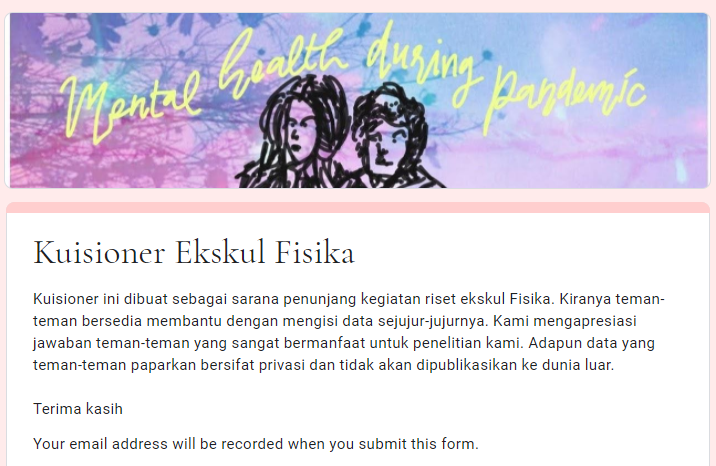 Mental health during pandemic
Kuisioner Ekskul Fisika
Kuisioner ini dibuat sebagai sarana penunjang kegiatan riset ekskul Fisika. Kiranya teman-
teman bersedia membantu dengan mengisi data sejujur-jujurnya. Kami mengapresiasi
jawaban teman-teman yang sangat bermanfaat untuk penelitian kami. Adapun data yang
teman-teman paparkan bersifat privasi dan tidak akan dipublikasikan ke dunia luar.
Terima kasih
Your email address will be recorded when you submit this form.